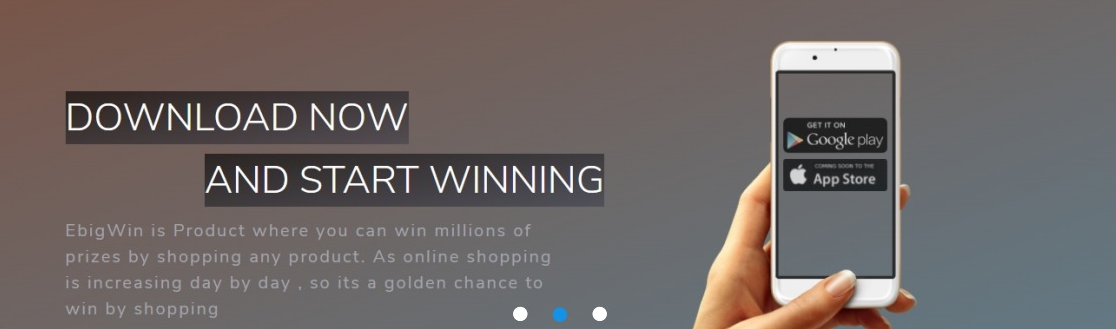 DOWNLOAD NOW
AND START WINNING
EbigWin is Product where you can win millions of
prizes by shopping any product. As online shopping
is increasing day by day , so its a golden chance to
win by shopping
GET IT ON
Google play
COMING SOON TO THE
App Store